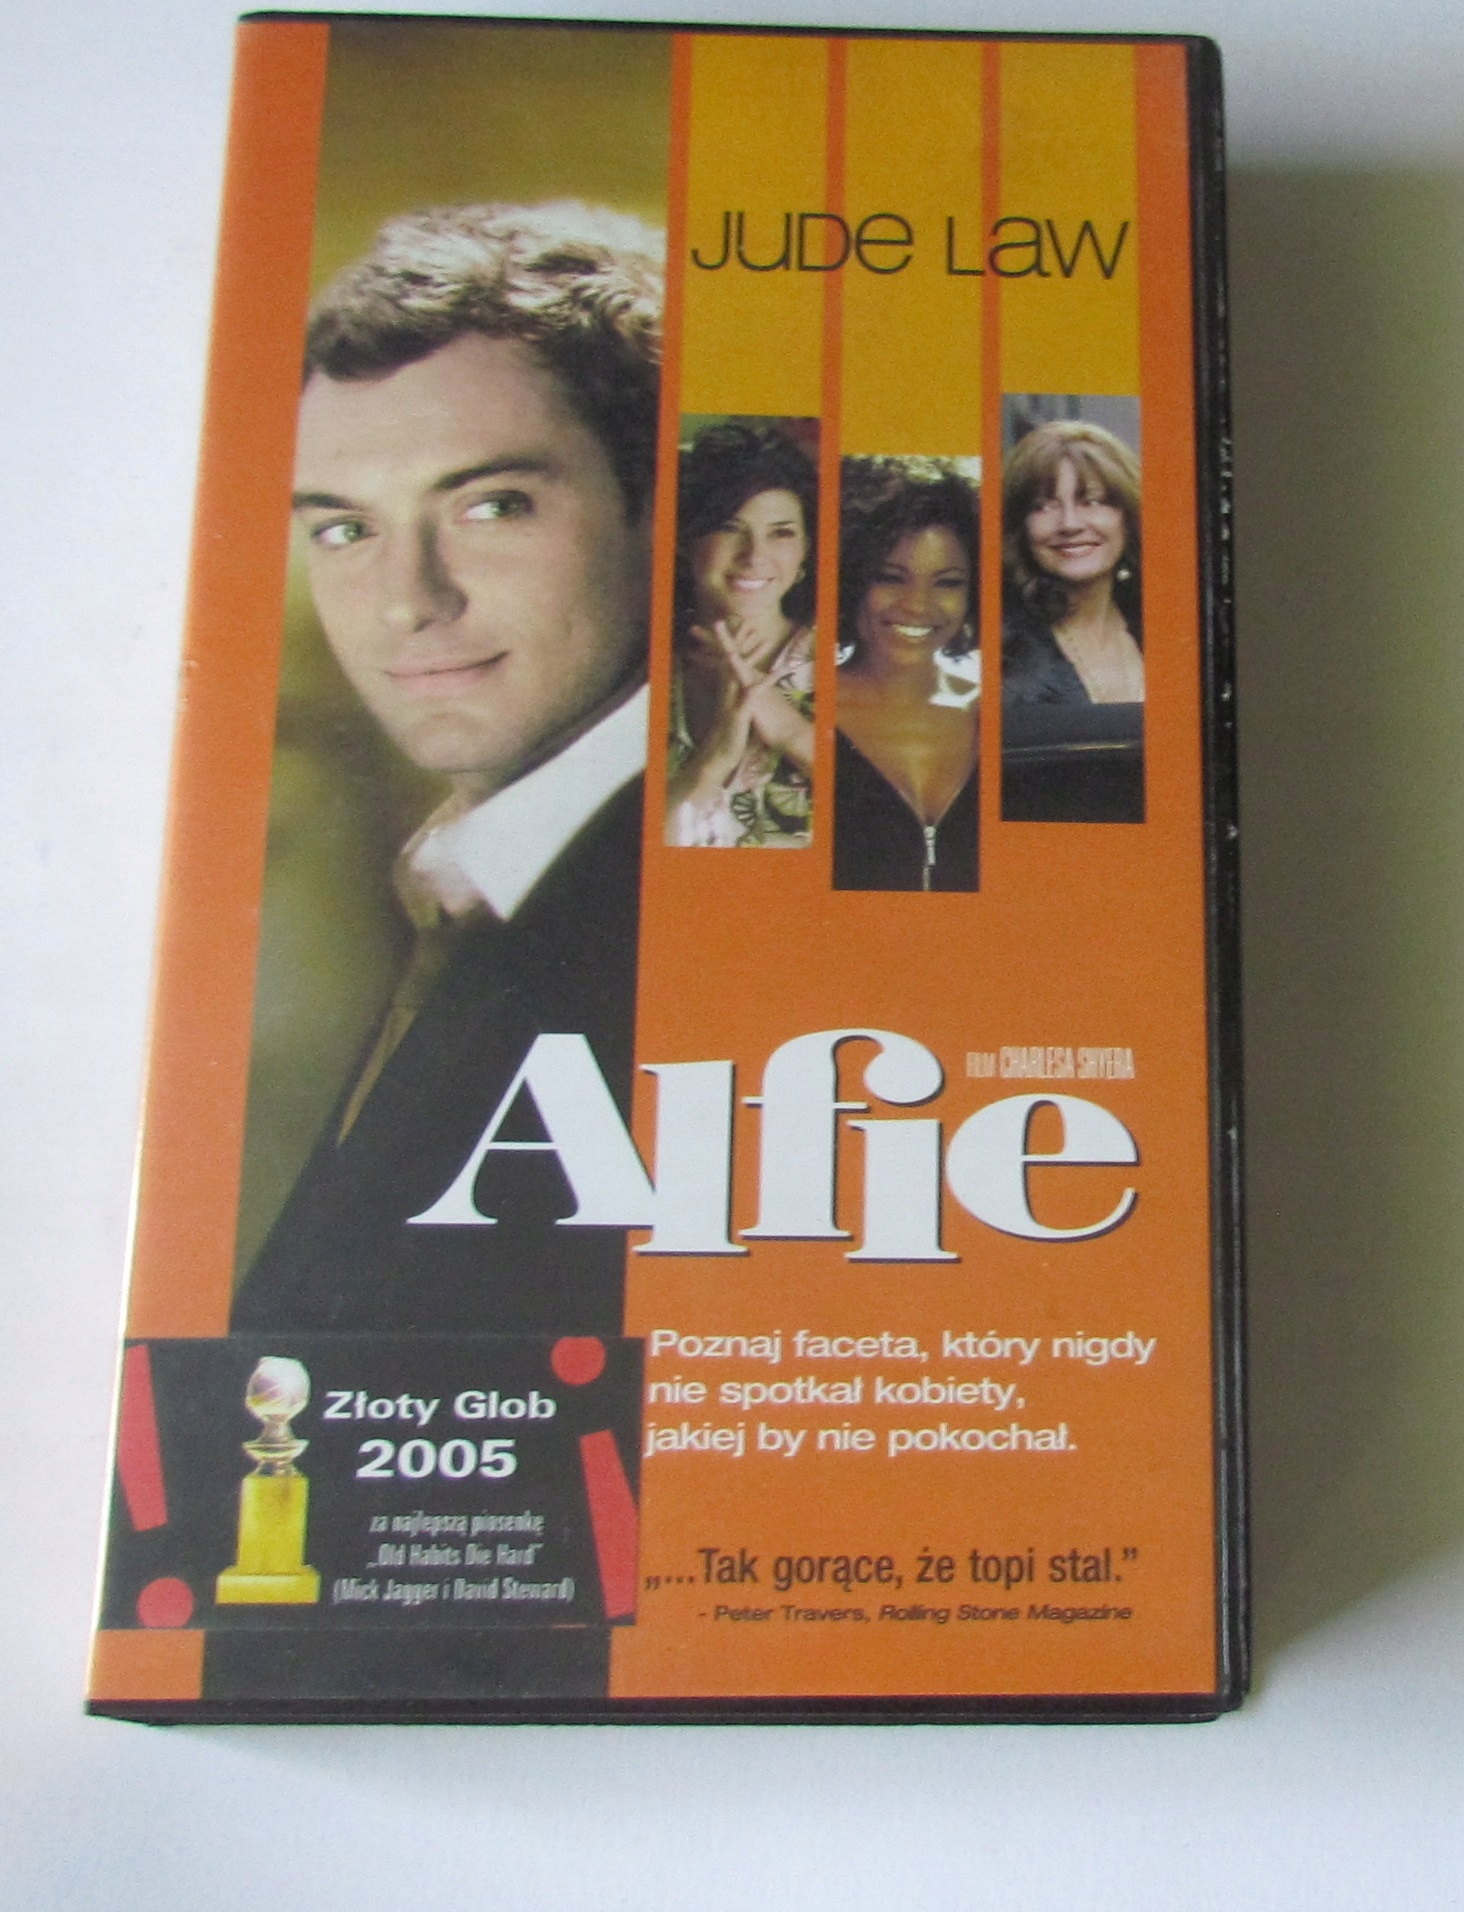 JUDE LAW
Alfie
FILM CHARLESA SHYERA
Poznaj faceta, który nigdy
nie spotkał kobiety,
jakiej by nie pokochał.
Złoty Glob
2005
za najlepszą piosenkę
„Old Habits Die Hard”
(Mick Jagger i David Steward)
„...Tak gorące, że topi stal.”
- Peter Travers, Rolling Stone Magazine